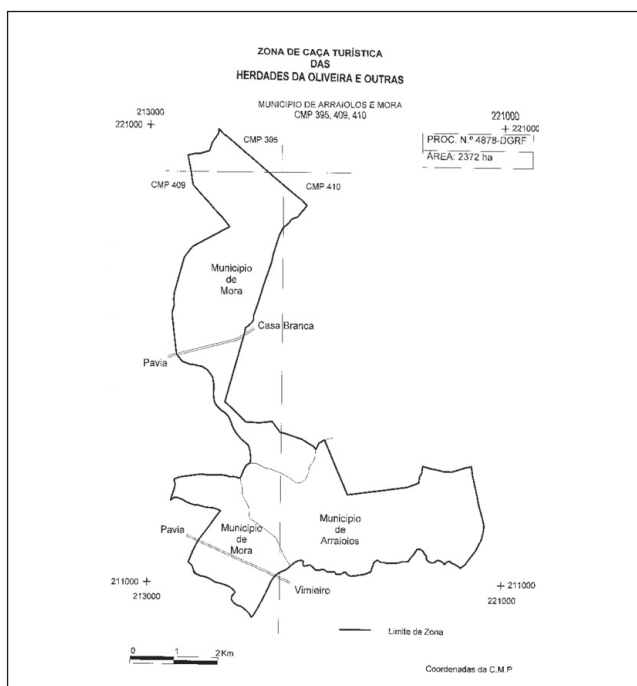 ZONA DE CAÇA TURÍSTICA
DAS
HERDADES DA OLIVEIRA E OUTRAS
MUNICÍPIO DE ARRAIOLOS E MORA
CMP 395, 409, 410
213000
221000
221000
221000
PROC. N.º 4878-DGRF
ÁREA: 2372 ha
CMP 395
CMP 409
CMP 410
Município
de
Mora
Casa Branca
Pavia
Pavia
Município
de
Mora
Município
de
Arraiolos
Vimieiro
211000
213000
211000
221000
Limite de Zona
0 1 2 Km
Coordenadas da C.M.P